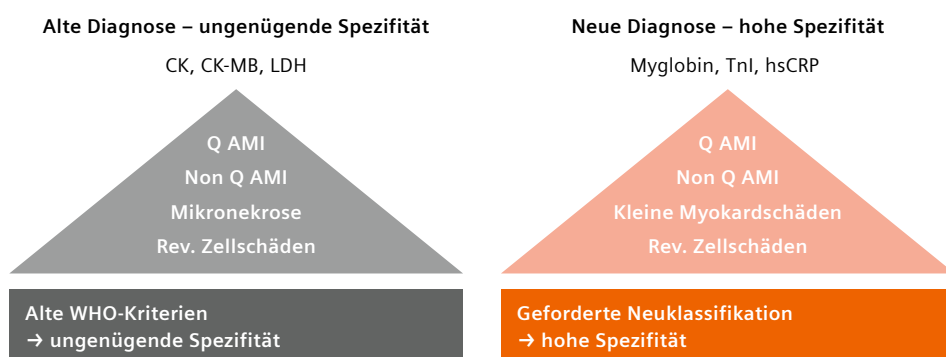 Alte Diagnose – ungenügende Spezifität
CK, CK-MB, LDH
Q AMI
Non Q AMI
Mikronekrose
Rev. Zellschäden
Alte WHO-Kriterien
→ ungenügende Spezifität
Neue Diagnose – hohe Spezifität
Myglobin, TnI, hsCRP
Q AMI
Non Q AMI
Kleine Myokardschäden
Rev. Zellschäden
Geforderte Neuklassifikation
→ hohe Spezifität